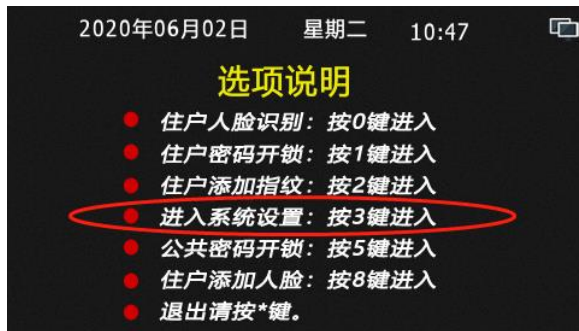 2020年06月02日 星期二 10:47
选项说明
住户人脸识别：按0键进入
住户密码开锁：按1键进入
住户添加指纹：按2键进入
进入系统设置：按3键进入
公共密码开锁：按5键进入
住户添加人脸：按8键进入
退出请按*键。